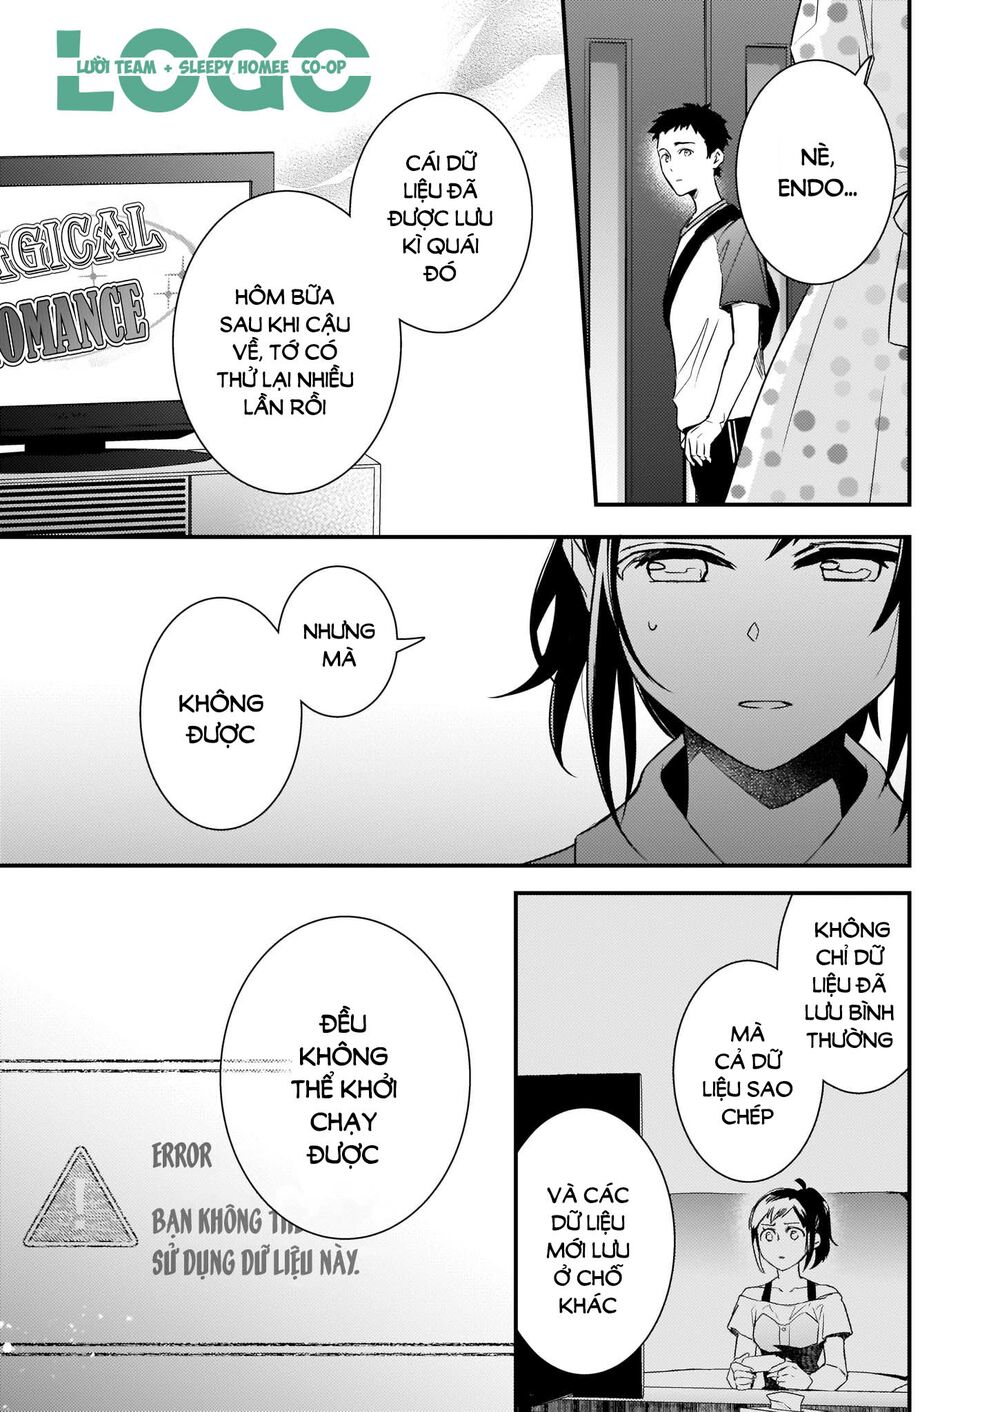 LOGO
LƯỜI TEAM + SLEEPY HOMEE CO-OP
NÈ,
ENDO...
CÁI DỮ
LIỆU ĐÃ
ĐƯỢC LƯU
KÌ QUÁI
ĐÓ
HÔM BỮA
SAU KHI CẬU
VỀ, TỚ CÓ
THỬ LẠI NHIỀU
LẦN RỒI
AGICAL
ROMANCE
NHƯNG
MÀ
KHÔNG
ĐƯỢC
KHÔNG
CHỈ DỮ
LIỆU ĐÃ
LƯU BÌNH
THƯỜNG
MÀ
CẢ DỮ
LIỆU SAO
CHÉP
VÀ CÁC
DỮ LIỆU
MỚI LƯU
Ở CHỖ
KHÁC
ĐỀU
KHÔNG
THỂ KHỞI
CHẠY
ĐƯỢC
!
ERROR
BẠN KHÔNG TH
SỬ DỤNG DỮ LIỆU NÀY.